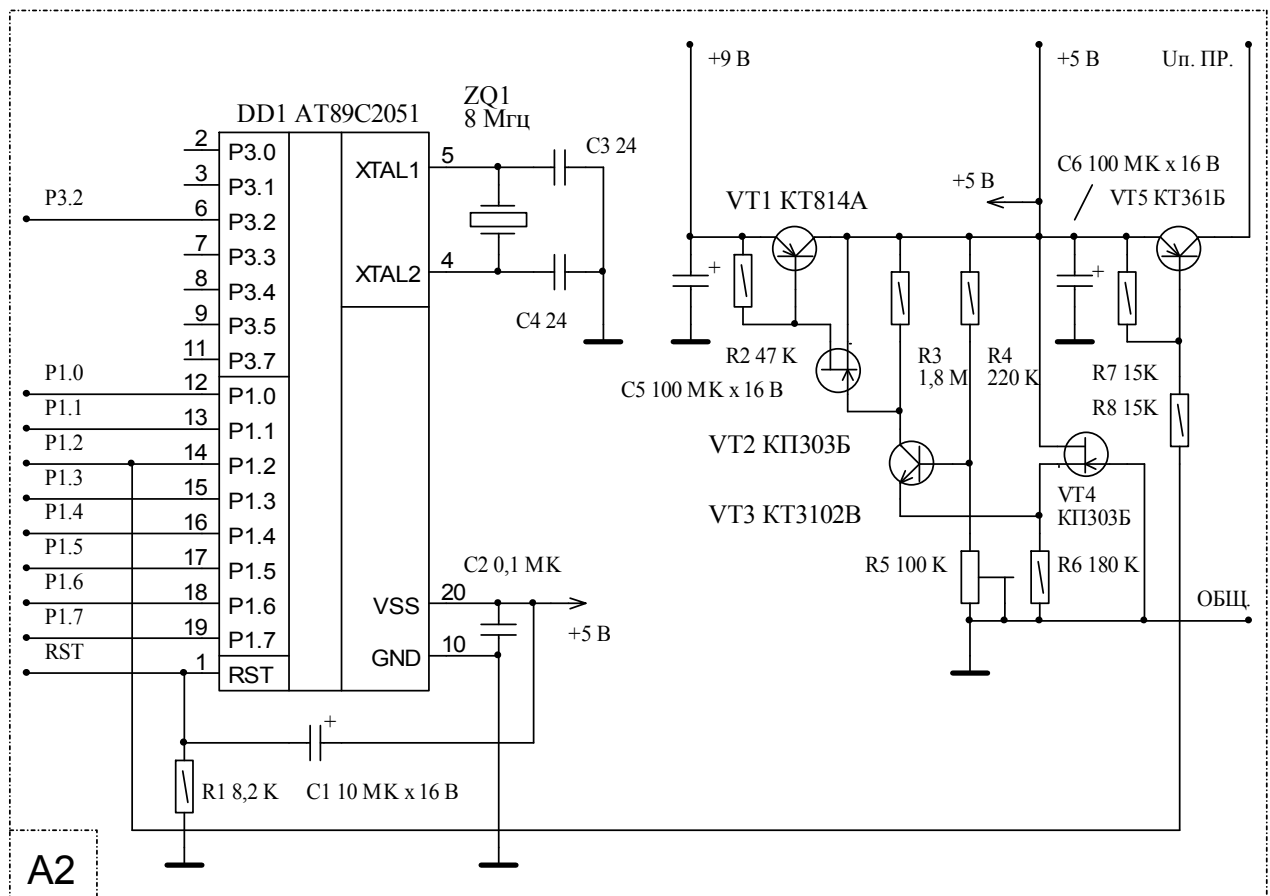 +9 В
+5 В
Uп. ПР.
DD1 AT89C2051
ZQ1
8 Мгц
C3 24
C4 24
2
3
6
7
8
9
11
12
13
14
15
16
17
18
19
1
P3.0
P3.1
P3.2
P3.3
P3.4
P3.5
P3.7
P1.0
P1.1
P1.2
P1.3
P1.4
P1.5
P1.6
P1.7
RST
XTAL1
5
XTAL2
4
VSS
20
GND
10
P3.2
P1.0
P1.1
P1.2
P1.3
P1.4
P1.5
P1.6
P1.7
RST
C2 0,1 МК
+5 В
+
R1 8,2 К
C1 10 МК х 16 В
+5 В
C6 100 МК х 16 В
VT1 КТ814А
VT5 КТ361Б
+
+
R2 47 К
C5 100 МК х 16 В
R3
1,8 М
R4
220 К
R7 15К
R8 15К
VT2 КП303Б
VT3 КТ3102В
VT4
КП303Б
R5 100 К
R6 180 К
ОБЩ.
A2